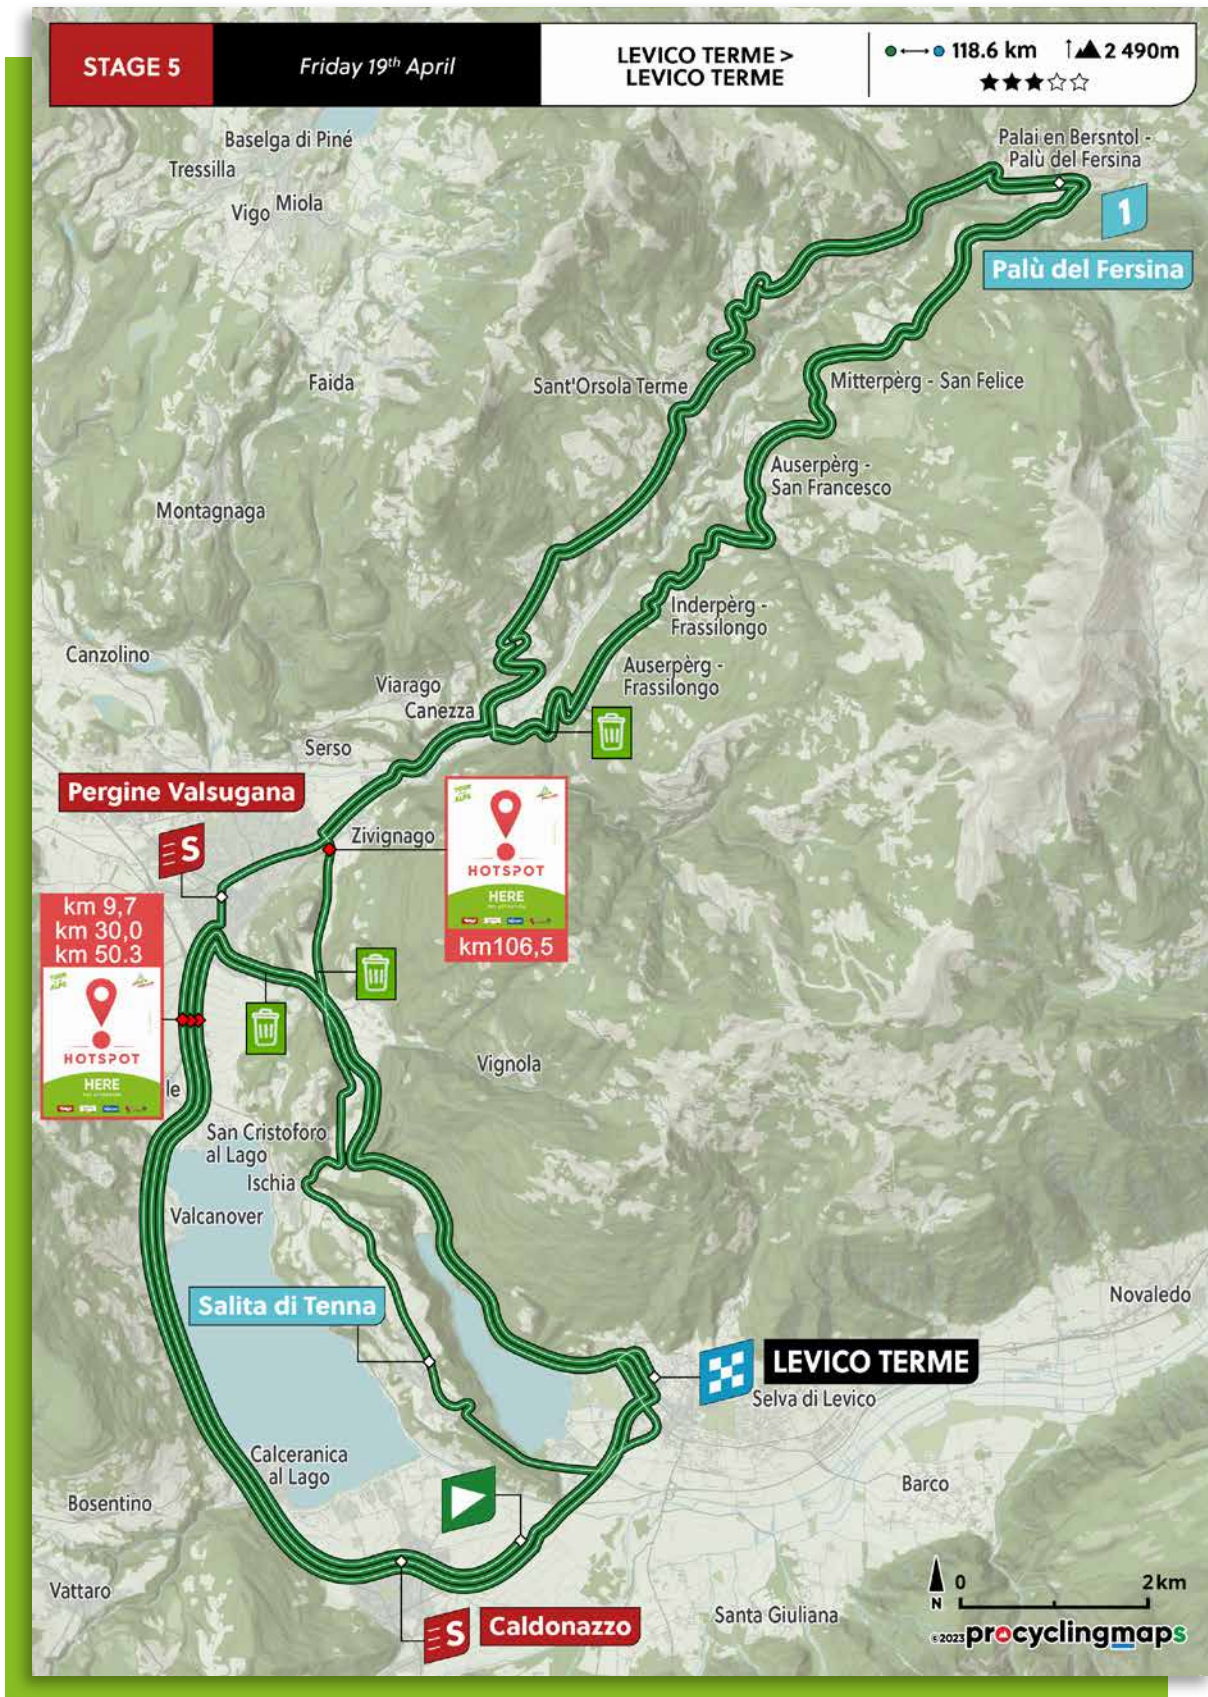 STAGE 5
Friday 19th April
LEVICO TERME >
LEVICO TERME
118.6 km
2 490m
Baselga di Piné
Tressilla
Vigo
Miola
Palai en Bersntol -
Palù del Fersina
1
Palù del Fersina
Faida
Sant'Orsola Terme
Mitterpèrg - San Felice
Auserpèrg -
San Francesco
Montagnaga
Inderpèrg -
Frassilongo
Canzolino
Auserpèrg -
Frassilongo
Viarago
Canezza
Serso
Pergine Valsugana
S
Zivignago
HOTSPOT
HERE
km106,5
km 9,7
km 30,0
km 50.3
HOTSPOT
HERE
le
Vignola
San Cristoforo
al Lago
Ischia
Valcanover
Salita di Tenna
Novaledo
LEVICO TERME
Selva di Levico
Calceranica
al Lago
Barco
Bosentino
Vattaro
S
Caldonazzo
Santa Giuliana
N
0
2km
©2023 procyclingmaps